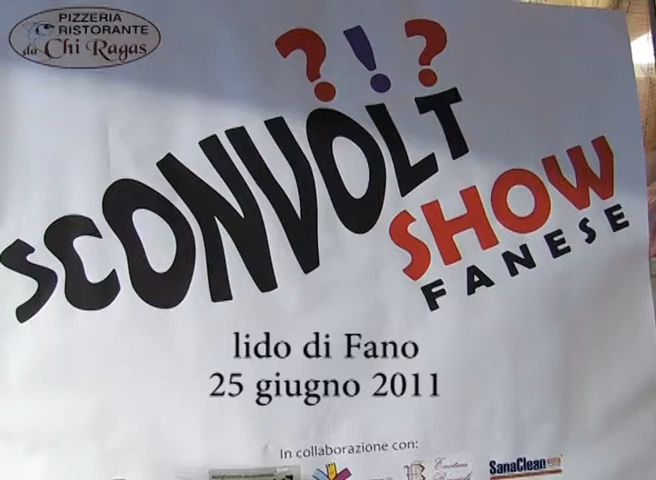 PIZZERIA
RISTORANTE
da Chi Ragas
?!?
SCONVOLT
SHOW
FANESE
lido di Fano
25 giugno 2011
In collaborazione con:
SanaClean